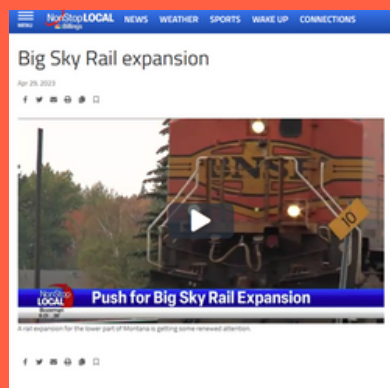 MENU NonStop LOCAL Billings NEWS WEATHER SPORTS WAKE UP CONNECTIONS
Big Sky Rail expansion
Apr 29, 2023
BNSF
10
NonStop LOCAL Push for Big Sky Rail Expansion
A rail expansion for the lower part of Montana is getting some renewed attention.